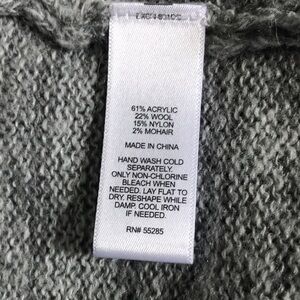 61% ACRYLIC
22% WOOL
15% NYLON
2% MOHAIR
MADE IN CHINA
HAND WASH COLD
SEPARATELY.
ONLY NON-CHLORINE
BLEACH WHEN
NEEDED. LAY FLAT TO
DRY. RESHAPE WHILE
DAMP. COOL IRON
IF NEEDED.
RN# 55285